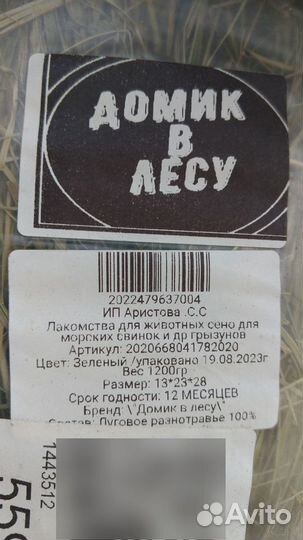 ДОМИК
В
ЛЕСУ
2022479637004
ИП Аристова .С.С
Лакомства для животных сено для
морских свинок и др грызунов
Артикул: 2020668041782020
Цвет: Зеленый /упаковано 19.08.2023г
Вес 1200гр
Размер: 13*23*28
Срок годности: 12 МЕСЯЦЕВ
Бренд: \"Домик в лесу\"
Состав: Луговое разнотравье 100%
1443512
559
Avito